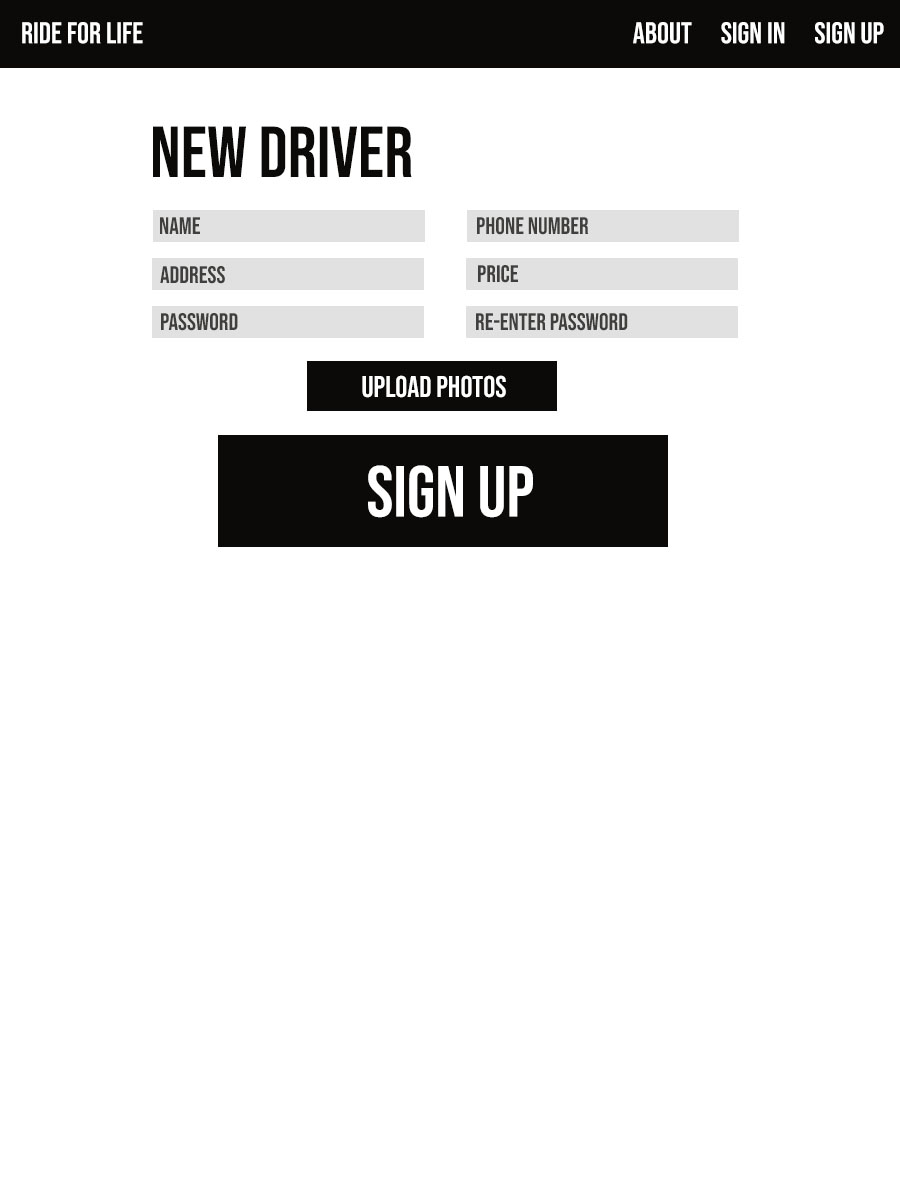 RIDE FOR LIFE ABOUT SIGN IN SIGN UP
NEW DRIVER
NAME PHONE NUMBER
ADDRESS PRICE
PASSWORD RE-ENTER PASSWORD
UPLOAD PHOTOS
SIGN UP